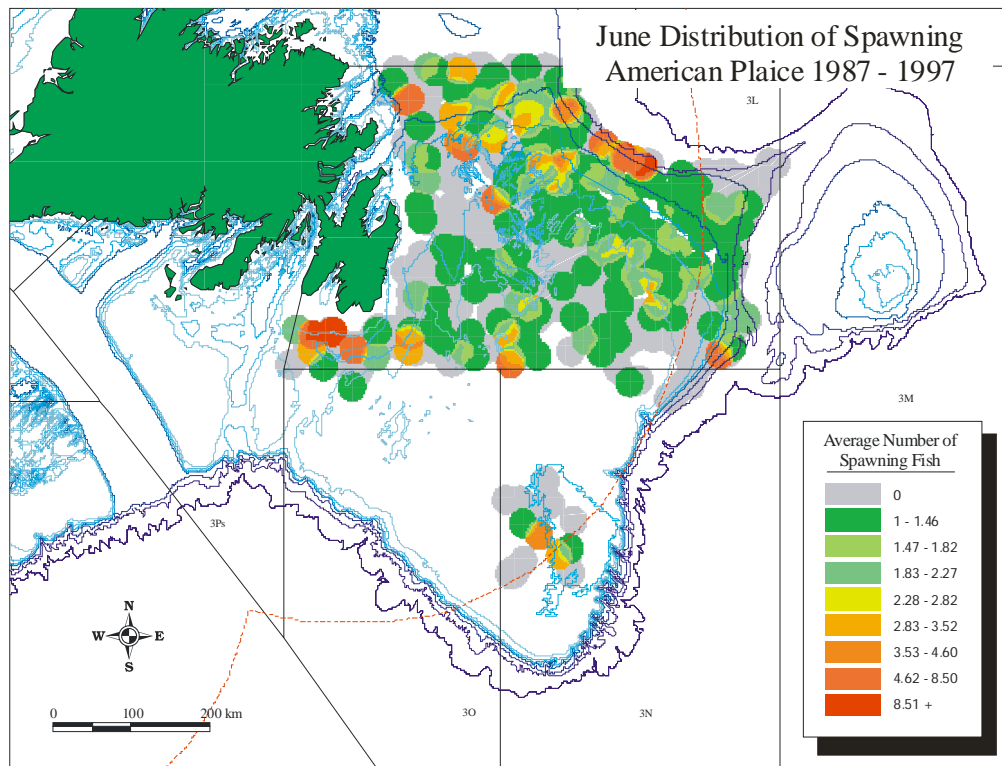 June Distribution of Spawning
American Plaice 1987 - 1997
3L
3M
Average Number of
Spawning Fish
0
1 - 1.46
1.47 - 1.82
1.83 - 2.27
2.28 - 2.82
2.83 - 3.52
3.53 - 4.60
4.62 - 8.50
8.51 +
3Ps
N
W E
S
0 100 200 km
3O
3N